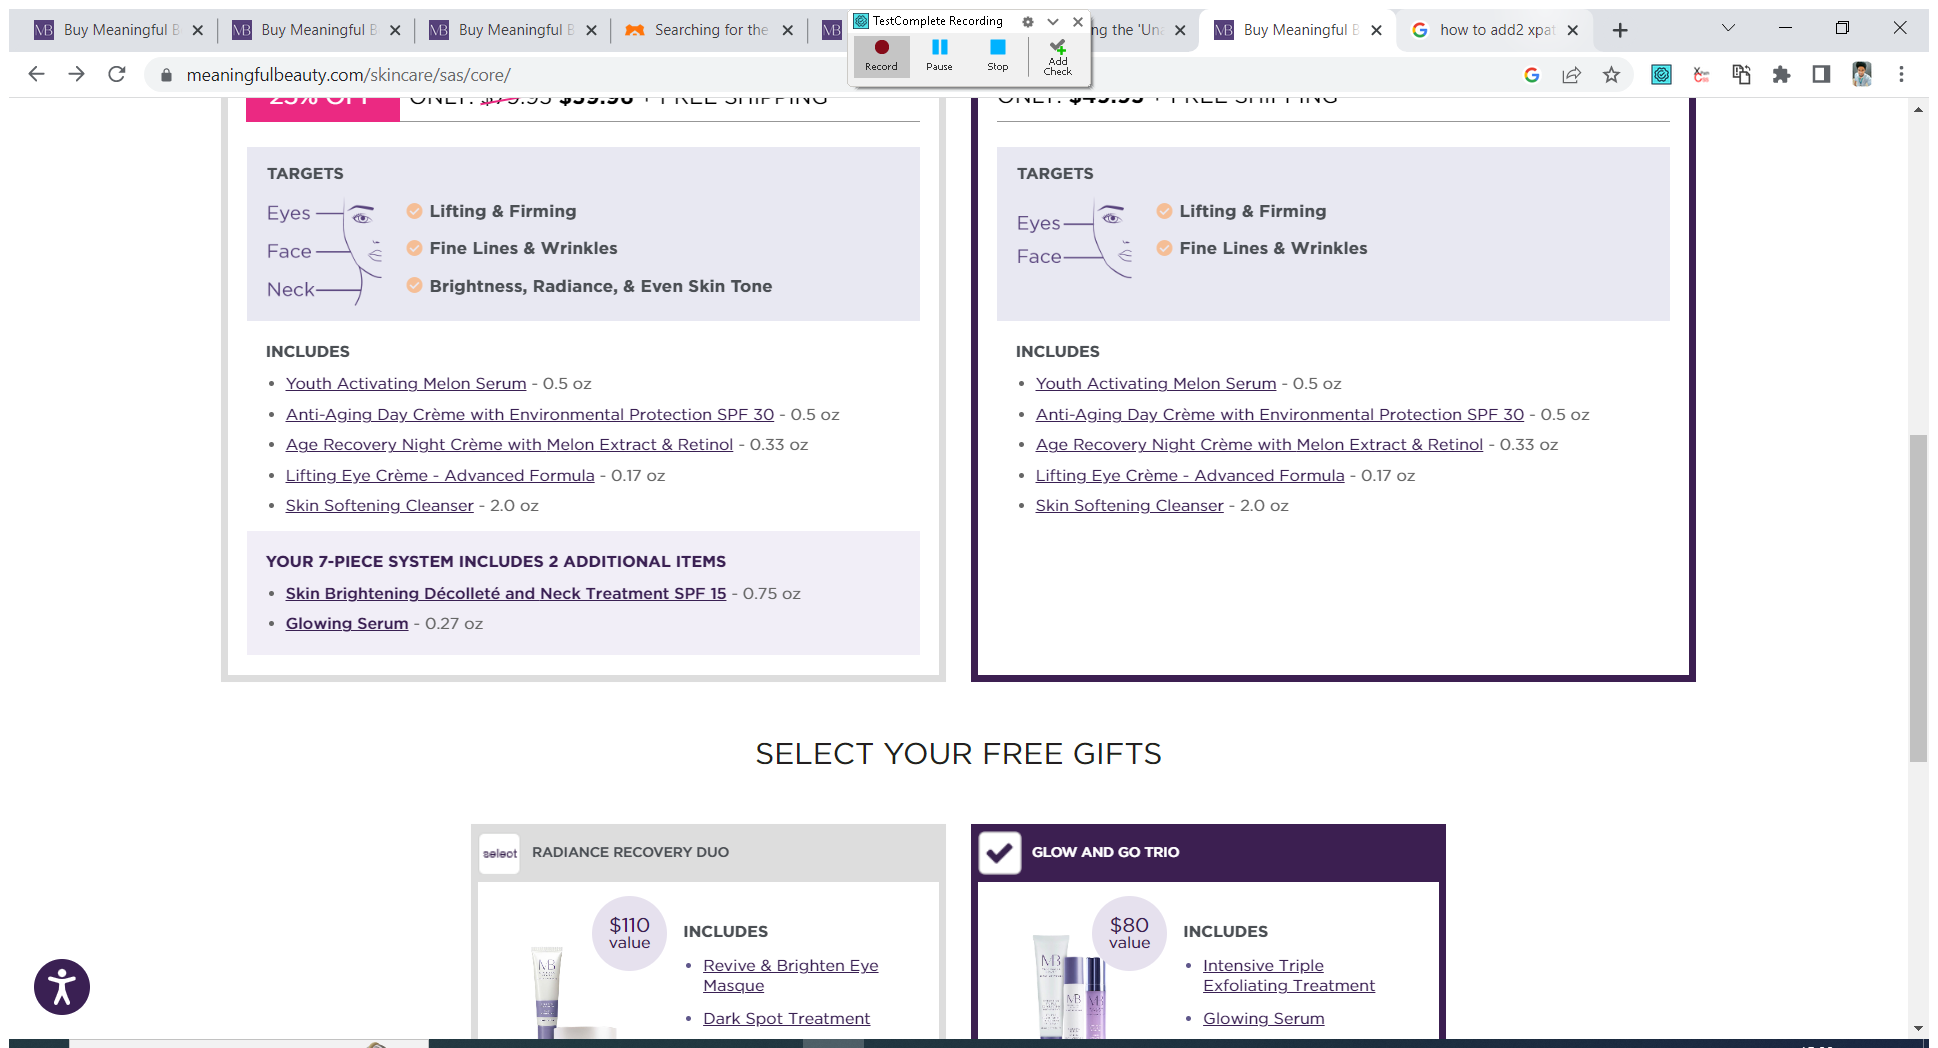 Buy Meaningful B
Buy Meaningful B
Buy Meaningful B
Searching for the
TestComplete Recording
ng the 'Una
Buy Meaningful B
how to add2 xpat
Record
Pause
Stop
Add
Check
meaningfulbeauty.com/skincare/sas/core/
25% OFF
ONLY: $79.95 $59.96 + FREE SHIPPING
TARGETS
Eyes
Face
Neck
Lifting & Firming
Fine Lines & Wrinkles
Brightness, Radiance, & Even Skin Tone
INCLUDES
Youth Activating Melon Serum - 0.5 oz
Anti-Aging Day Crème with Environmental Protection SPF 30 - 0.5 oz
Age Recovery Night Crème with Melon Extract & Retinol - 0.33 oz
Lifting Eye Crème - Advanced Formula - 0.17 oz
Skin Softening Cleanser - 2.0 oz
YOUR 7-PIECE SYSTEM INCLUDES 2 ADDITIONAL ITEMS
Skin Brightening Décolleté and Neck Treatment SPF 15 - 0.75 oz
Glowing Serum - 0.27 oz
ONLY: $49.95 + FREE SHIPPING
TARGETS
Eyes
Face
Lifting & Firming
Fine Lines & Wrinkles
INCLUDES
Youth Activating Melon Serum - 0.5 oz
Anti-Aging Day Crème with Environmental Protection SPF 30 - 0.5 oz
Age Recovery Night Crème with Melon Extract & Retinol - 0.33 oz
Lifting Eye Crème - Advanced Formula - 0.17 oz
Skin Softening Cleanser - 2.0 oz
SELECT YOUR FREE GIFTS
select
RADIANCE RECOVERY DUO
$110
value
MB
INCLUDES
Revive & Brighten Eye
Masque
Dark Spot Treatment
GLOW AND GO TRIO
$80
value
MB
MB
INCLUDES
Intensive Triple
Exfoliating Treatment
Glowing Serum